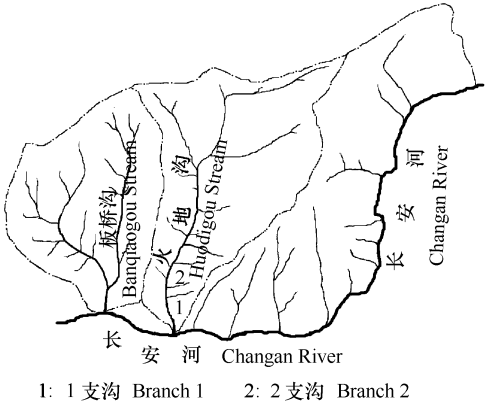 板桥沟
Banqiaogou Stream
火地沟
Huodigou Stream
2
1
长安河
Changan River
长安河 Changan River
1: 1支沟 Branch 1 2: 2支沟 Branch 2